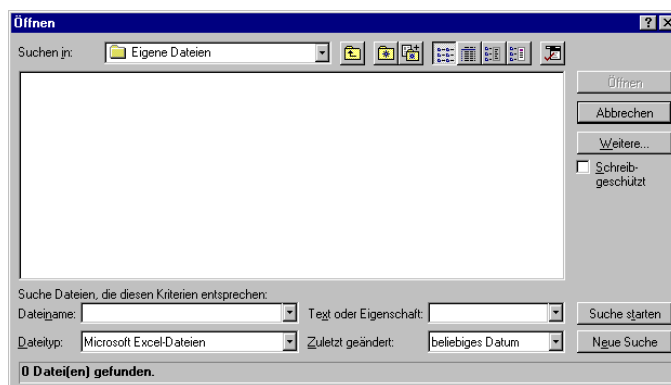 Öffnen
Suchen in: Eigene Dateien
Öffnen
Abbrechen
Weitere...
Schreib-
geschützt
Suche Dateien, die diesen Kriterien entsprechen:
Dateiname: Text oder Eigenschaft: Suche starten
Dateityp: Microsoft Excel-Dateien Zuletzt geändert: beliebiges Datum Neue Suche
0 Datei(en) gefunden.